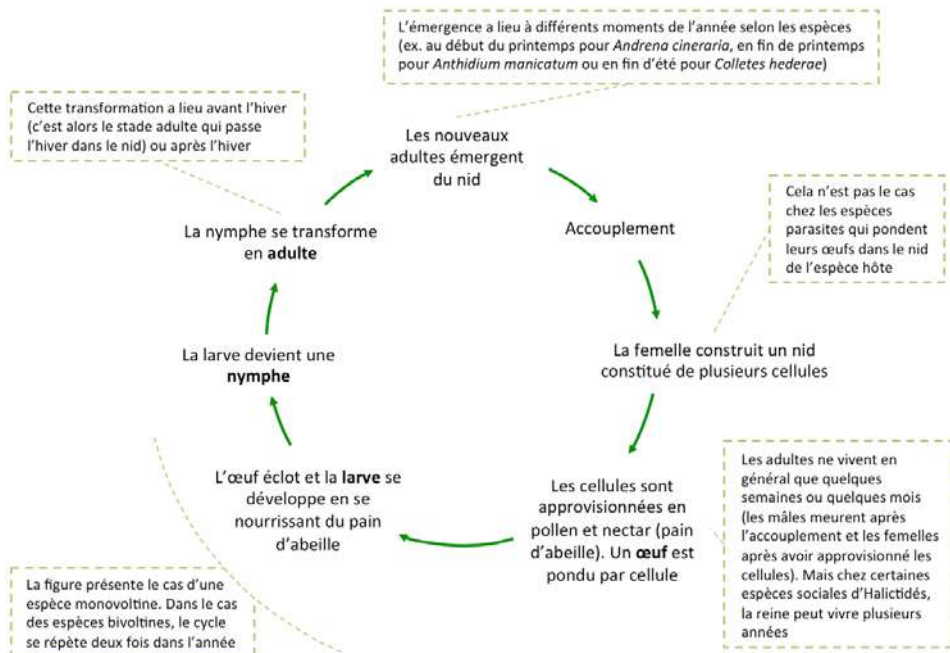 L'émergence a lieu à différents moments de l'année selon les espèces
(ex. au début du printemps pour Andrena cineraria, en fin de printemps
pour Anthidium manicatum ou en fin d'été pour Colletes hederae)
Cette transformation a lieu avant l'hiver
(c'est alors le stade adulte qui passe
l'hiver dans le nid) ou après l'hiver
Les nouveaux
adultes émergent
du nid
Accouplement
Cela n'est pas le cas
chez les espèces
parasites qui pondent
leurs œufs dans le nid
de l'espèce hôte
La femelle construit un nid
constitué de plusieurs cellules
Les cellules sont
approvisionnées en
pollen et nectar (pain
d'abeille). Un œuf est
pondu par cellule
Les adultes ne vivent en
général que quelques
semaines ou quelques mois
(les mâles meurent après
l'accouplement et les femelles
après avoir approvisionné les
cellules). Mais chez certaines
espèces sociales d'Halictidés,
la reine peut vivre plusieurs
années
L'œuf éclot et la larve se
développe en se
nourrissant du pain
d'abeille
La larve devient une
nymphe
La nymphe se transforme
en adulte
La figure présente le cas d'une
espèce monovoltine. Dans le cas
des espèces bivoltines, le cycle
se répète deux fois dans l'année